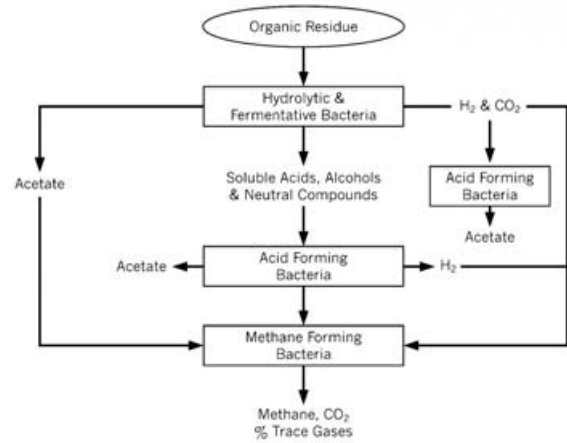 Organic Residue
Hydrolytic &
Fermentative Bacteria
H₂ & CO₂
Acetate
Soluble Acids, Alcohols
& Neutral Compounds
Acid Forming
Bacteria
Acetate
Acetate
Acid Forming
Bacteria
H₂
Methane Forming
Bacteria
Methane, CO₂
% Trace Gases